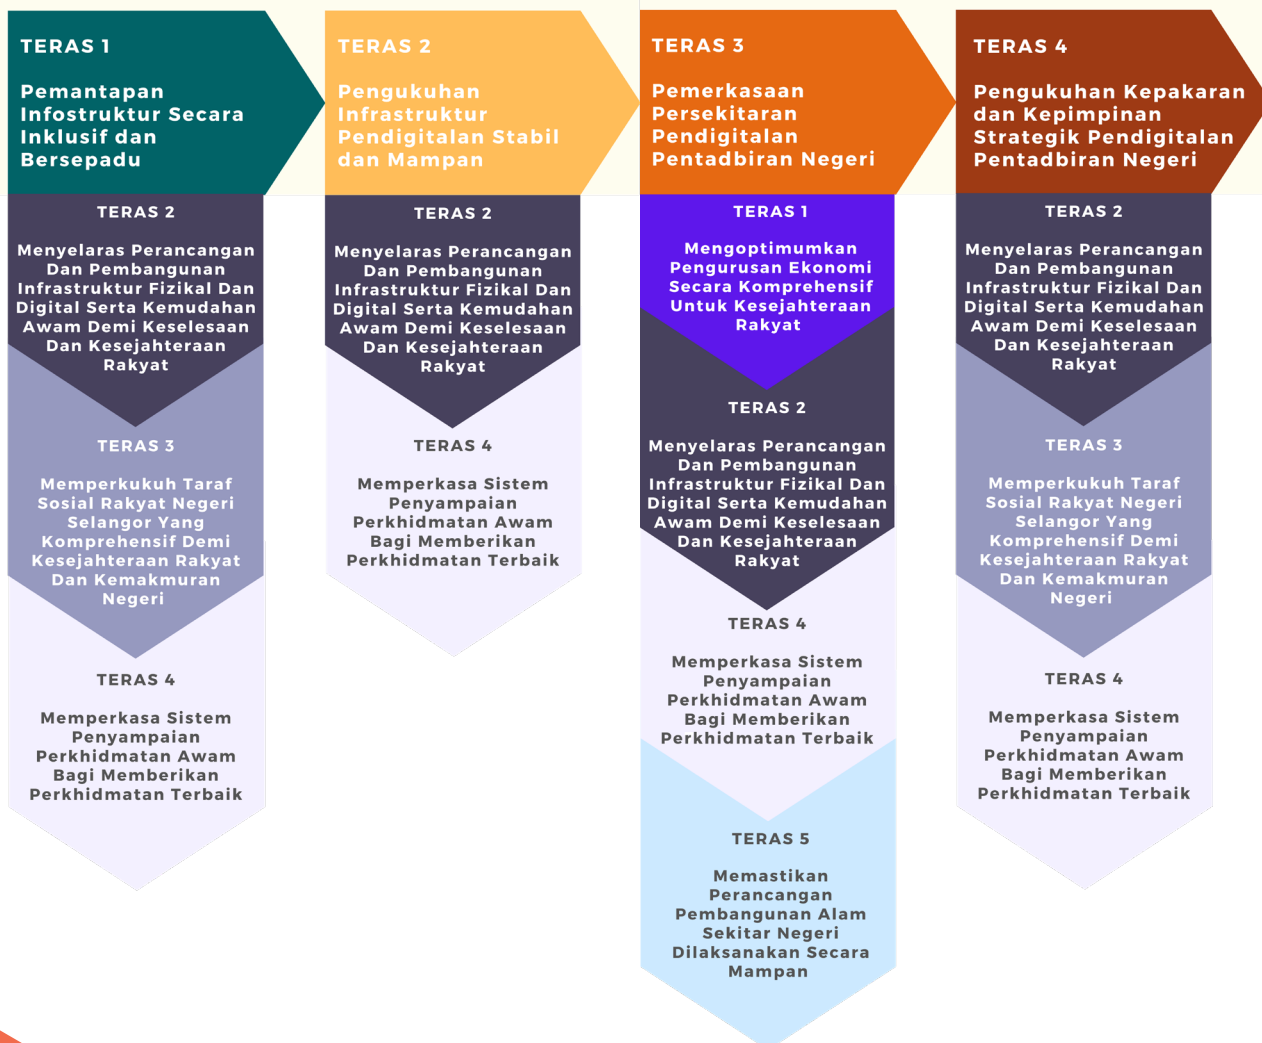 TERAS 1
Pemantapan
Infostruktur Secara
Inklusif dan
Bersepadu
TERAS 2
Menyelaras Perancangan
Dan Pembangunan
Infrastruktur Fizikal Dan
Digital Serta Kemudahan
Awam Demi Keselesaan
Dan Kesejahteraan
Rakyat
TERAS 3
Memperkukuh Taraf
Sosial Rakyat Negeri
Selangor Yang
Komprehensif Demi
Kesejahteraan Rakyat
Dan Kemakmuran
Negeri
TERAS 4
Memperkasa Sistem
Penyampaian
Perkhidmatan Awam
Bagi Memberikan
Perkhidmatan Terbaik
TERAS 2
Pengukuhan
Infrastruktur
Pendigitalan Stabil
dan Mampan
TERAS 2
Menyelaras Perancangan
Dan Pembangunan
Infrastruktur Fizikal Dan
Digital Serta Kemudahan
Awam Demi Keselesaan
Dan Kesejahteraan
Rakyat
TERAS 4
Memperkasa Sistem
Penyampaian
Perkhidmatan Awam
Bagi Memberikan
Perkhidmatan Terbaik
TERAS 3
Pemerkasaan
Persekitaran
Pendigitalan
Pentadbiran Negeri
TERAS 1
Mengoptimumkan
Pengurusan Ekonomi
Secara Komprehensif
Untuk Kesejahteraan
Rakyat
TERAS 2
Menyelaras Perancangan
Dan Pembangunan
Infrastruktur Fizikal Dan
Digital Serta Kemudahan
Awam Demi Keselesaan
Dan Kesejahteraan
Rakyat
TERAS 4
Memperkasa Sistem
Penyampaian
Perkhidmatan Awam
Bagi Memberikan
Perkhidmatan Terbaik
TERAS 5
Memastikan
Perancangan
Pembangunan Alam
Sekitar Negeri
Dilaksanakan Secara
Mampan
TERAS 4
Pengukuhan Kepakaran
dan Kepimpinan
Strategik Pendigitalan
Pentadbiran Negeri
TERAS 2
Menyelaras Perancangan
Dan Pembangunan
Infrastruktur Fizikal Dan
Digital Serta Kemudahan
Awam Demi Keselesaan
Dan Kesejahteraan
Rakyat
TERAS 3
Memperkukuh Taraf
Sosial Rakyat Negeri
Selangor Yang
Komprehensif Demi
Kesejahteraan Rakyat
Dan Kemakmuran
Negeri
TERAS 4
Memperkasa Sistem
Penyampaian
Perkhidmatan Awam
Bagi Memberikan
Perkhidmatan Terbaik